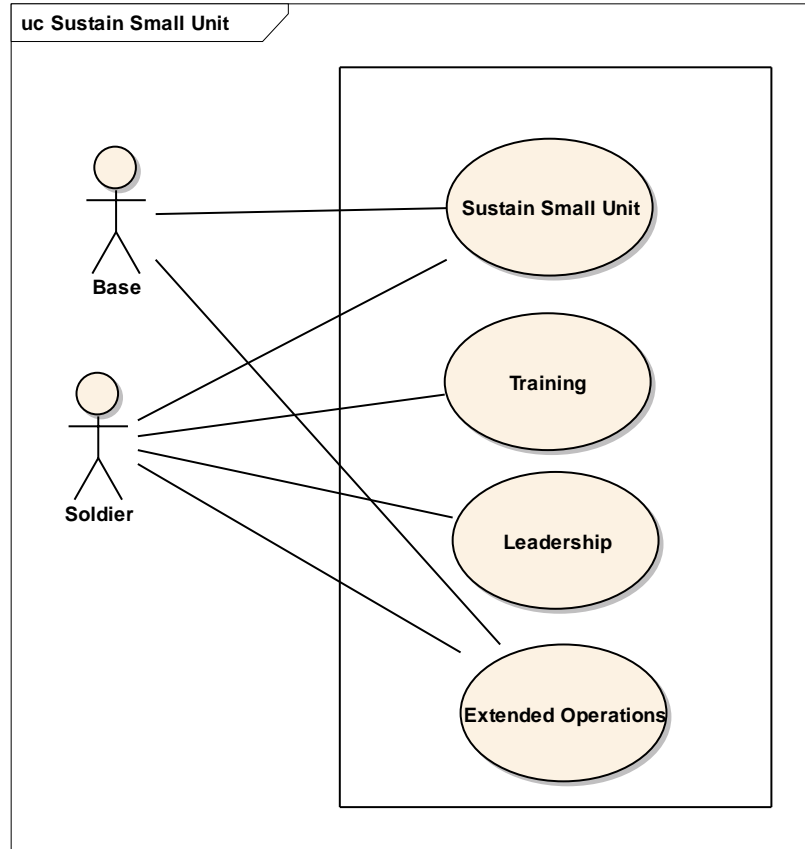 uc Sustain Small Unit
Sustain Small Unit
Base
Training
Soldier
Leadership
Extended Operations